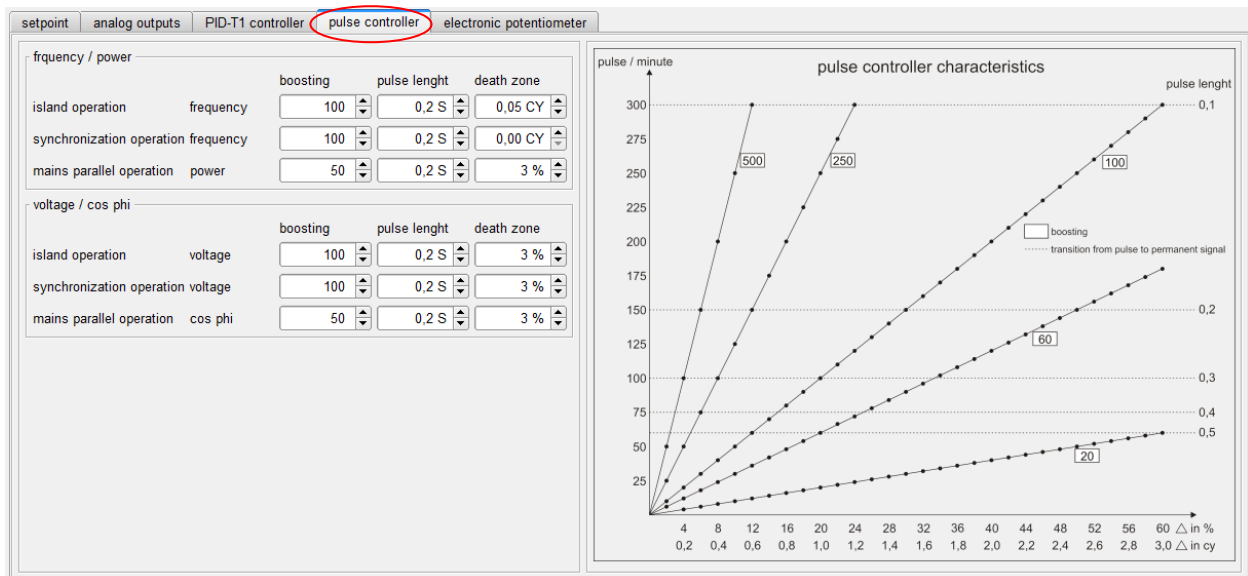 setpoint analog outputs PID-T1 controller pulse controller electronic potentiometer
frquency / power
boosting pulse lenght death zone
island operation frequency 100 0,2 S 0,05 CY
synchronization operation frequency 100 0,2 S 0,00 CY
mains parallel operation power 50 0,2 S 3 %
voltage / cos phi
boosting pulse lenght death zone
island operation voltage 100 0,2 S 3 %
synchronization operation voltage 100 0,2 S 3 %
mains parallel operation cos phi 50 0,2 S 3 %
pulse / minute
pulse controller characteristics
pulse lenght
300 0,1
275
500 250 100
250
225
boosting
200
transition from pulse to permanent signal
175
150 0,2
125
60
100 0,3
75 0,4
0,5
50
20
25
4 8 12 16 20 24 28 32 36 40 44 48 52 56 60 △ in %
0,2 0,4 0,6 0,8 1,0 1,2 1,4 1,6 1,8 2,0 2,2 2,4 2,6 2,8 3,0 △ in cy